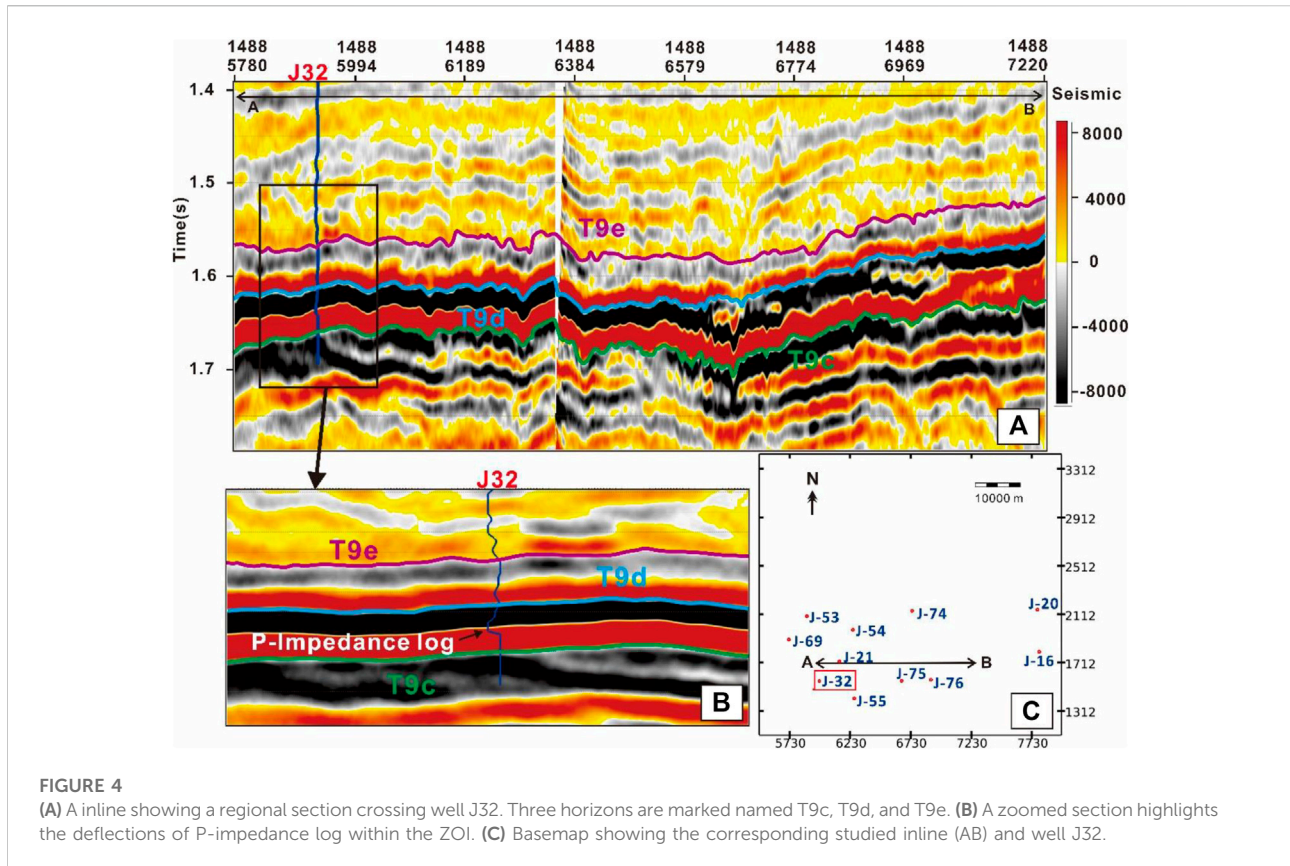 1488 1488 1488 1488 1488 1488 1488 1488
5780 5994 6189 6384 6579 6774 6969 7220
J32
A B
Seismic
1.4
1.5
1.6
1.7
Time(s)
T9e
T9d
T9c
8000
4000
0
-4000
-8000
A
J32
T9e
T9d
P-Impedance log
T9c
B
N
10000 m
3312
2912
2512
2112
1712
1312
J-53
J-74
J-20
J-54
J-69
J-21
J-16
A B
J-32
J-75
J-76
J-55
C
5730 6230 6730 7230 7730
FIGURE 4
(A) A inline showing a regional section crossing well J32. Three horizons are marked named T9c, T9d, and T9e. (B) A zoomed section highlights
the deflections of P-impedance log within the ZOI. (C) Basemap showing the corresponding studied inline (AB) and well J32.